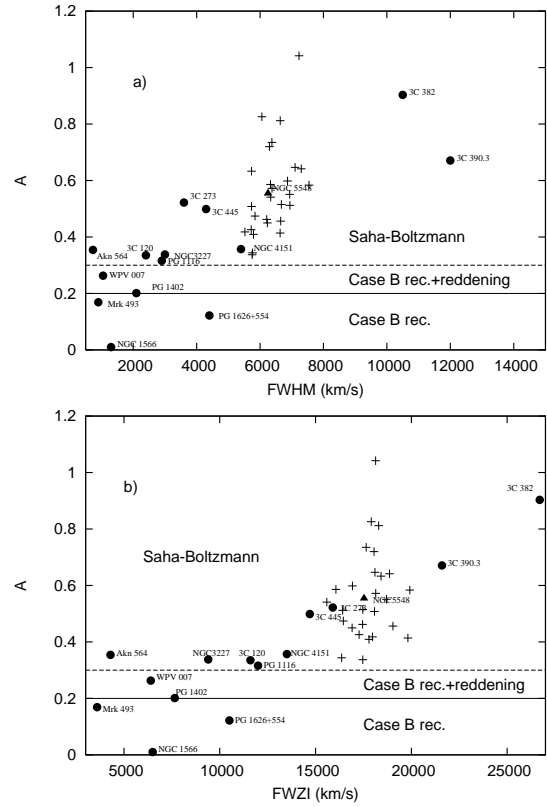 1.2
1
0.8
0.6
0.4
0.2
0
A
a)
3C 382
3C 390.3
NGC 5548
3C 273
3C 445
NGC 4151
Saha-Boltzmann
3C 120
NGC3227
Akn 564
PG 1116
WPV 007
Case B rec.+reddening
PG 1402
Mrk 493
PG 1626+554
Case B rec.
NGC 1566
2000 4000 6000 8000 10000 12000 14000
FWHM (km/s)
1.2
1
0.8
0.6
0.4
0.2
0
A
b)
3C 382
Saha-Boltzmann
3C 390.3
NGC5548
3C 273
3C 445
Akn 564
NGC3227
3C 120
NGC 4151
PG 1116
WPV 007
Case B rec.+reddening
PG 1402
Mrk 493
PG 1626+554
Case B rec.
NGC 1566
5000 10000 15000 20000 25000
FWZI (km/s)